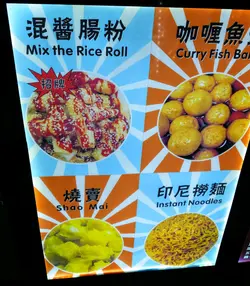 混醬腸粉
Mix the Rice Roll
招牌
咖喱魚
Curry Fish Bal
燒賣
Shao Mai
印尼撈麵
Instant Noodles